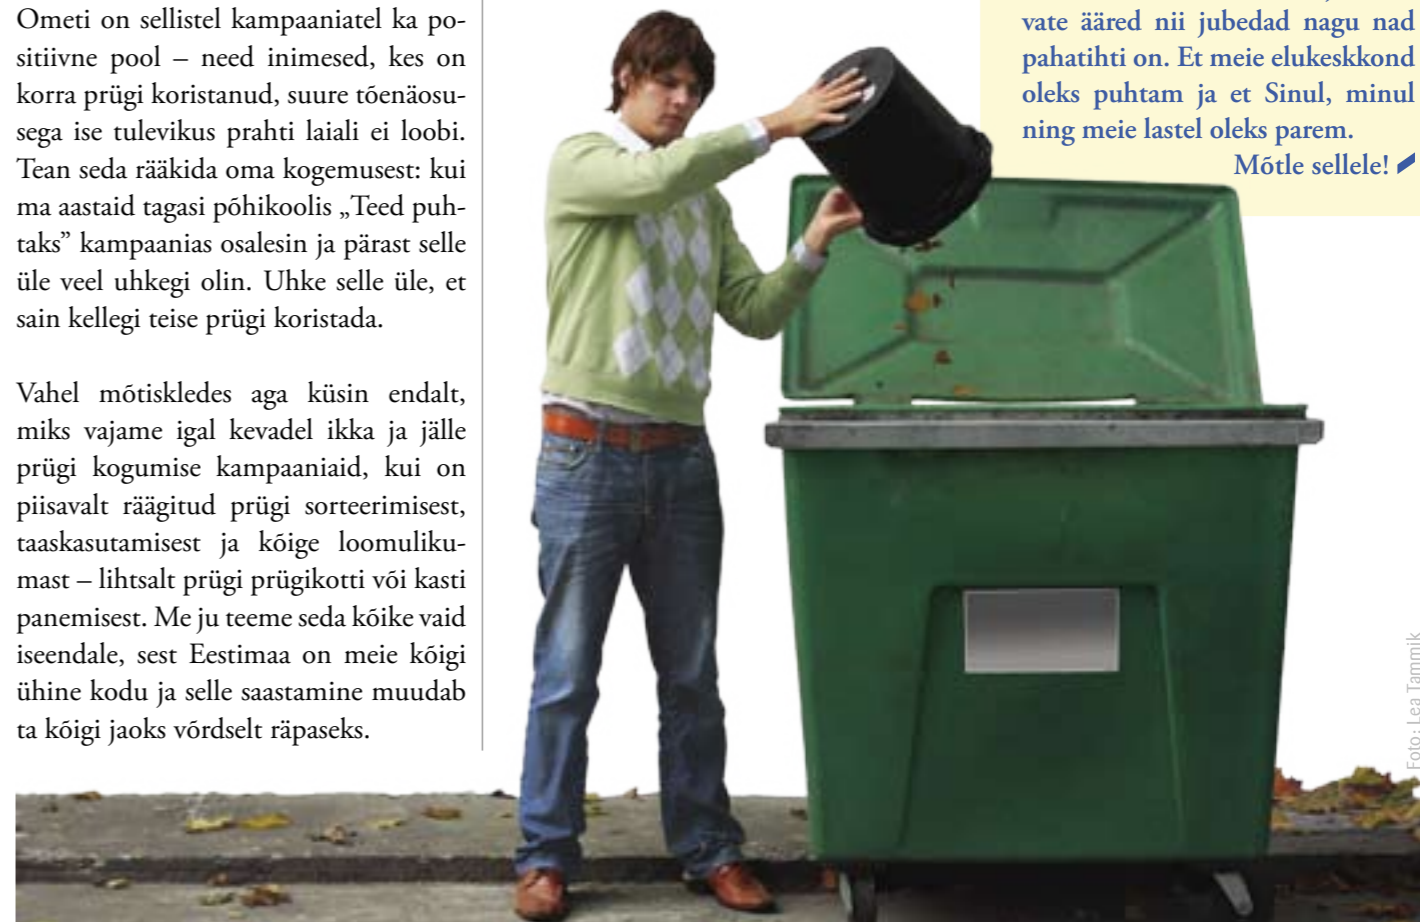 Ometi on sellistel kampaaniatel ka po-
sitiivne pool – need inimesed, kes on
korra prügi koristanud, suure tõenäosu-
sega ise tulevikus prahti laiali ei loobi.
Tean seda rääkida oma kogemusest: kui
ma aastaid tagasi põhikoolis „Teed puh-
taks” kampaanias osalesin ja pärast selle
üle veel uhkegi olin. Uhke selle üle, et
sain kellegi teise prügi koristada.
Vahel mõtiskledes aga küsin endalt,
miks vajame igal kevadel ikka ja jälle
prügi kogumise kampaaniaid, kui on
piisavalt räägitud prügi sorteerimisest,
taaskasutamisest ja kõige loomuliku-
mast – lihtsalt prügi prügikotti või kasti
panemisest. Me ju teeme seda kõike vaid
iseendale, sest Eestimaa on meie kõigi
ühine kodu ja selle saastamine muudab
ta kõigi jaoks võrdselt räpaseks.
vate ääred nii jubedad nagu nad
pahatihti on. Et meie elukeskkond
oleks puhtam ja et Sinul, minul
ning meie lastel oleks parem.
Mõtle sellele!
Foto: Lea Tammik